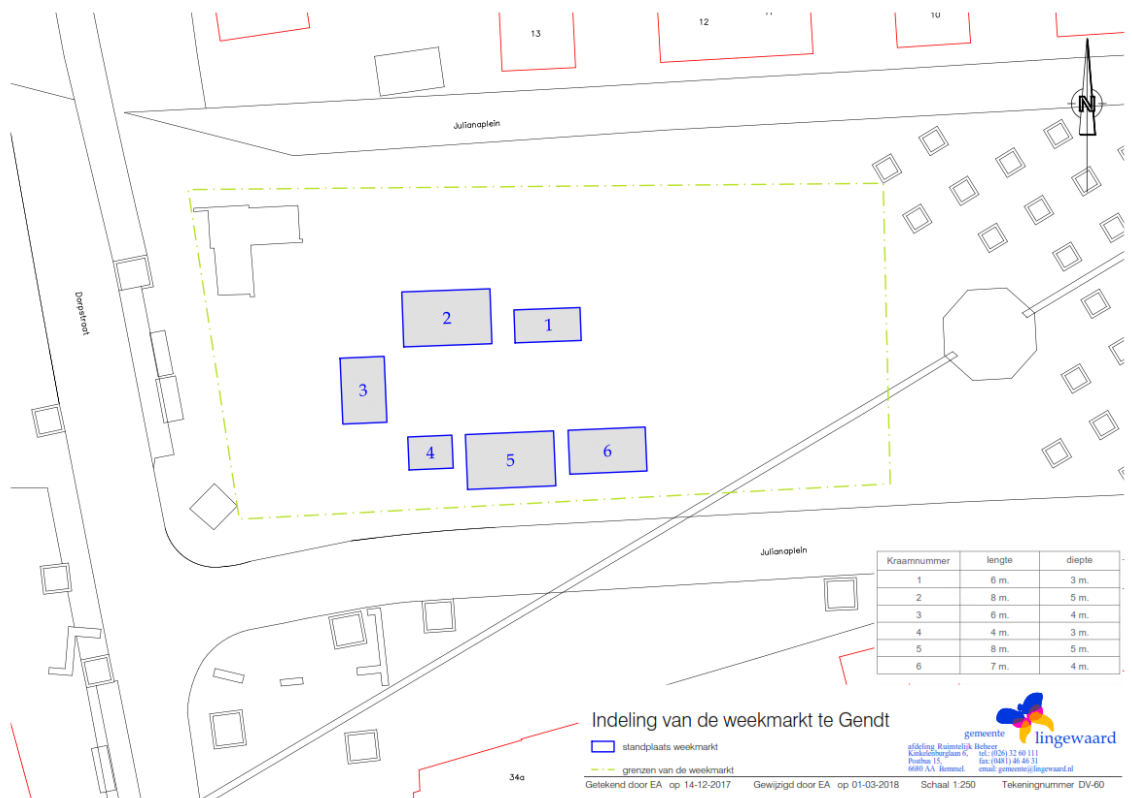 13
12
10
N
Julianaplein
Dorpstraat
2
1
3
4
5
6
Julianaplein
Kraamnummer lengte diepte
1 6 m. 3 m.
2 8 m. 5 m.
3 6 m. 4 m.
4 4 m. 3 m.
5 8 m. 5 m.
6 7 m. 4 m.
34a
Indeling van de weekmarkt te Gendt
standplaats weekmarkt
grenzen van de weekmarkt
gemeente
lingewaard
afdeling Ruimtelijk Beheer
Kinkelenburglaan 6, tel.: (026) 32 60 111
Postbus 15, fax: (0481) 46 46 31
6680 AA Bemmel. email: gemeente@lingewaard.nl
Getekend door EA op 14-12-2017 Gewijzigd door EA op 01-03-2018 Schaal 1:250 Tekeningnummer DV-60